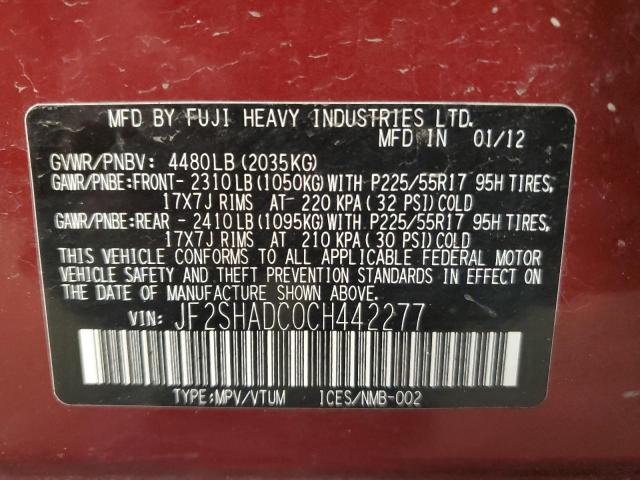 MFD BY FUJI HEAVY INDUSTRIES LTD.
MFD IN 01/12
GVWR/PNBV: 4480LB (2035KG)
GAWR/PNBE:FRONT- 2310LB(1050KG)WITH P225/55R17 95H TIRES,
17X7J RIMS AT 220 KPA (32 PSI) COLD
GAWR/PNBE:REAR - 2410LB(1095KG)WITH P225/55R17 95H TIRES,
17X7J RIMS AT 210 KPA (30 PSI) COLD
THIS VEHICLE CONFORMS TO ALL APPLICABLE FEDERAL MOTOR
VEHICLE SAFETY AND THEFT PREVENTION STANDARDS IN EFFECT ON
THE DATE OF MANUFACTURE SHOWN ABOVE.
VIN: JF2SHADC0CH442277
TYPE:MPV/VTUM ICES/NMB-002